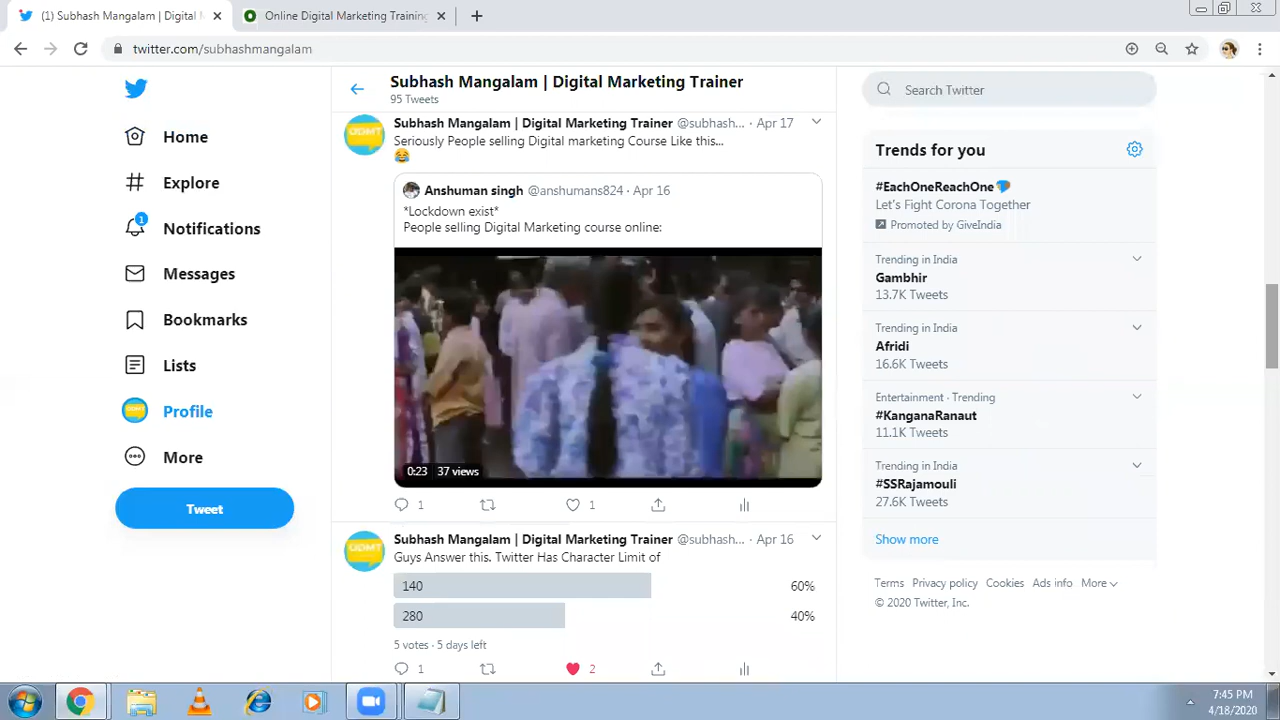 (1) Subhash Mangalam | Digital M
Online Digital Marketing Training
twitter.com/subhashmangalam
Home
Explore
1
Notifications
Messages
Bookmarks
Lists
Profile
More
Tweet
Subhash Mangalam | Digital Marketing Trainer
95 Tweets
Subhash Mangalam | Digital Marketing Trainer @subhash... · Apr 17
Seriously People selling Digital marketing Course Like this...
😂
Anshuman singh @anshumans824 · Apr 16
*Lockdown exist*
People selling Digital Marketing course online:
0:23 37 views
1 1
Subhash Mangalam | Digital Marketing Trainer @subhash... · Apr 16
Guys Answer this. Twitter Has Character Limit of
140 60%
280 40%
5 votes · 5 days left
1 2
Search Twitter
Trends for you
#EachOneReachOne
Let's Fight Corona Together
Promoted by GiveIndia
Trending in India
Gambhir
13.7K Tweets
Trending in India
Afridi
16.6K Tweets
Entertainment · Trending
#KanganaRanaut
11.1K Tweets
Trending in India
#SSRajamouli
27.6K Tweets
Show more
Terms Privacy policy Cookies Ads info More
© 2020 Twitter, Inc.
7:45 PM
4/18/2020